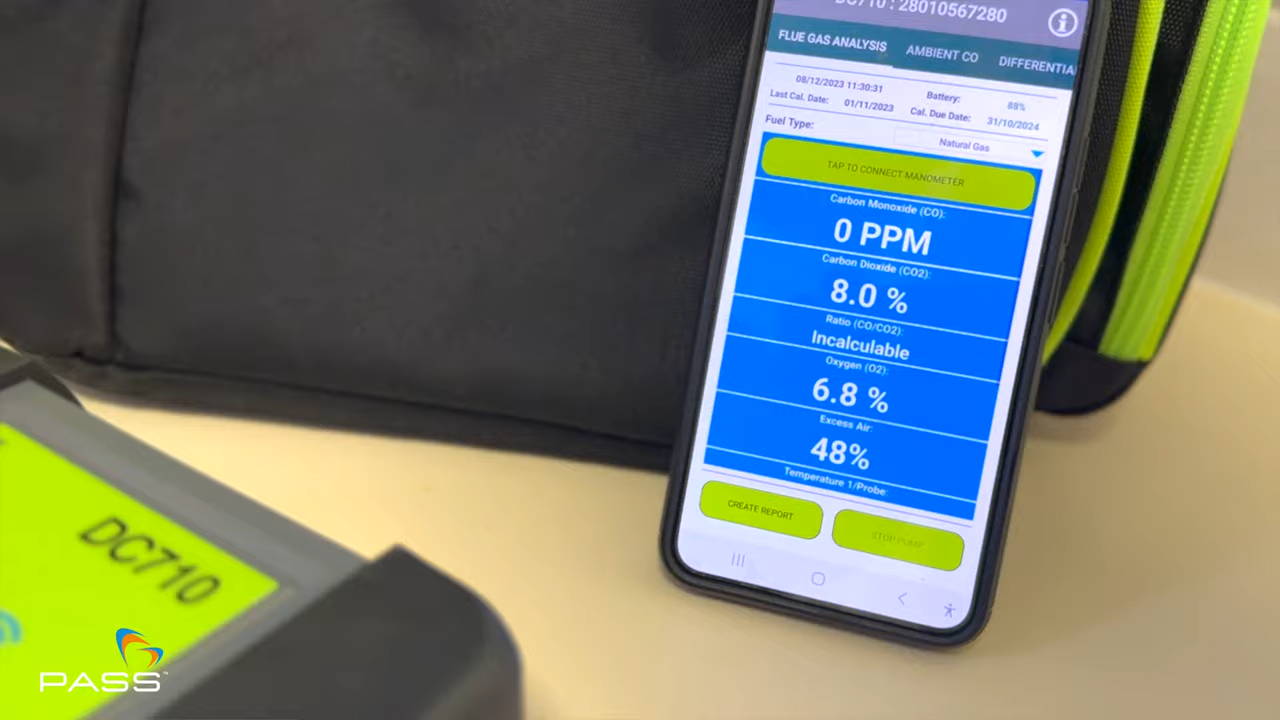 DC710 : 28010567280
FLUE GAS ANALYSIS AMBIENT CO DIFFERENTIA
08/12/2023 11:30:31 Battery: 88%
Last Cal. Date: 01/11/2023 Cal. Due Date: 31/10/2024
Fuel Type: Natural Gas
TAP TO CONNECT MANOMETER
Carbon Monoxide (CO):
0 PPM
Carbon Dioxide (CO2):
8.0 %
Ratio (CO/CO2):
Incalculable
Oxygen (O2):
6.8 %
Excess Air:
48%
Temperature 1/Probe:
CREATE REPORT STOP PUMP
DC710
PASS™